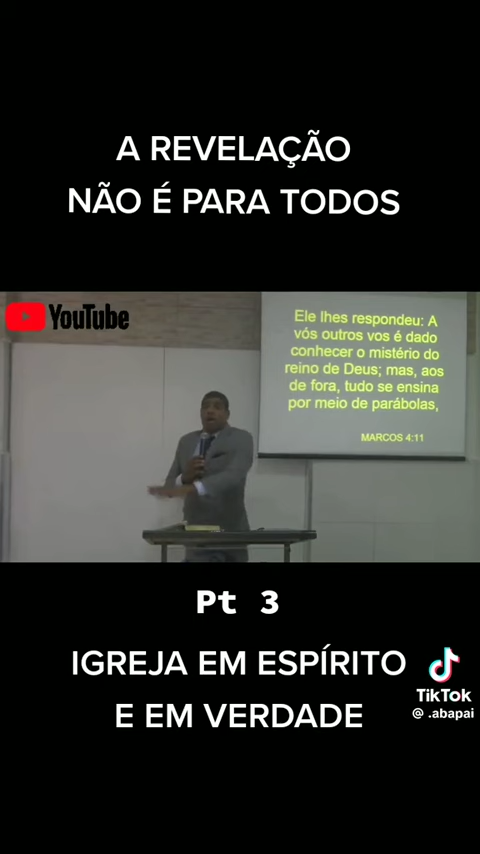 A REVELAÇÃO
NÃO É PARA TODOS
YouTube
Ele lhes respondeu: A
vós outros vos é dado
conhecer o mistério do
reino de Deus; mas, aos
de fora, tudo se ensina
por meio de parábolas,
MARCOS 4:11
Pt 3
IGREJA EM ESPÍRITO
E EM VERDADE
TikTok
@ .abapai